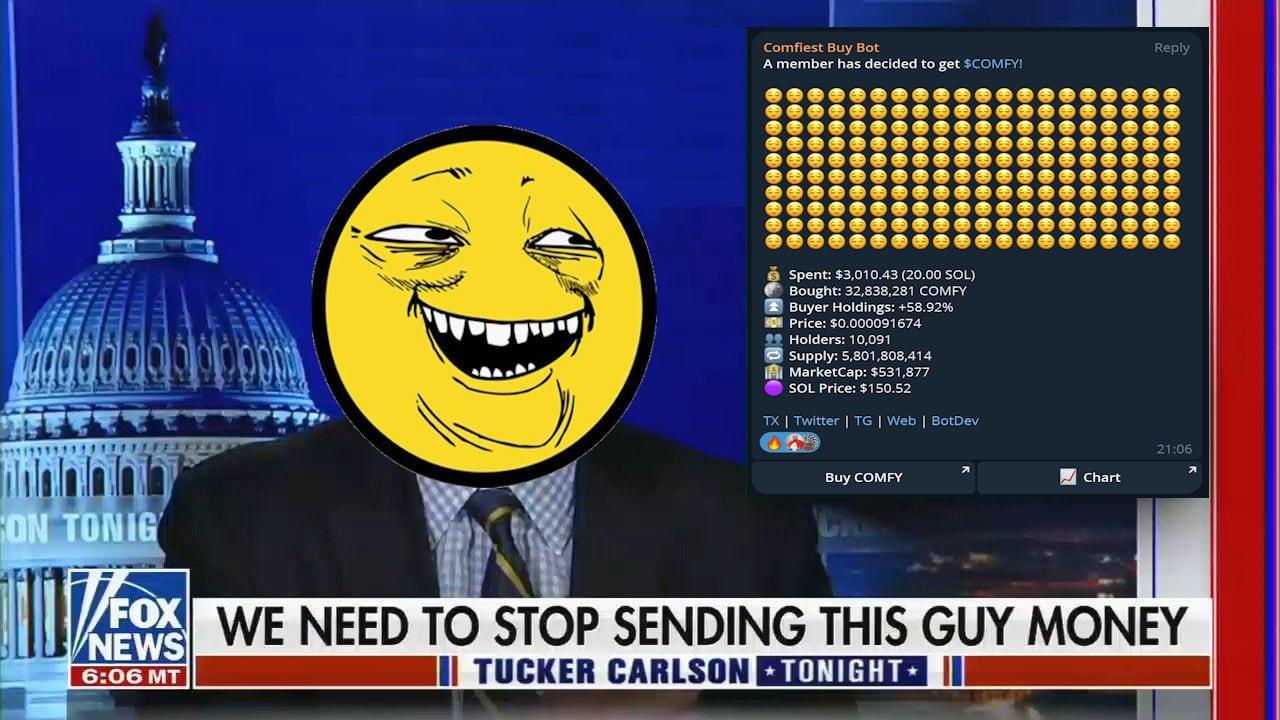 Comfiest Buy Bot Reply
A member has decided to get $COMFY!
Spent: $3,010.43 (20.00 SOL)
Bought: 32,838,281 COMFY
Buyer Holdings: +58.92%
Price: $0.000091674
Holders: 10,091
Supply: 5,801,808,414
MarketCap: $531,877
SOL Price: $150.52
TX | Twitter | TG | Web | BotDev
21:06
Buy COMFY
Chart
ON TONIG
FOX
NEWS
6:06 MT
WE NEED TO STOP SENDING THIS GUY MONEY
TUCKER CARLSON TONIGHT